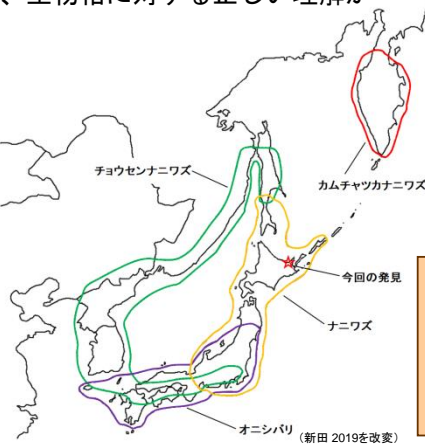 、生物相に対する正しい理解が
チョウセンナニワズ
カムチャツカナニワズ
今回の発見
ナニワズ
オニシバリ
(新田 2019を改変)